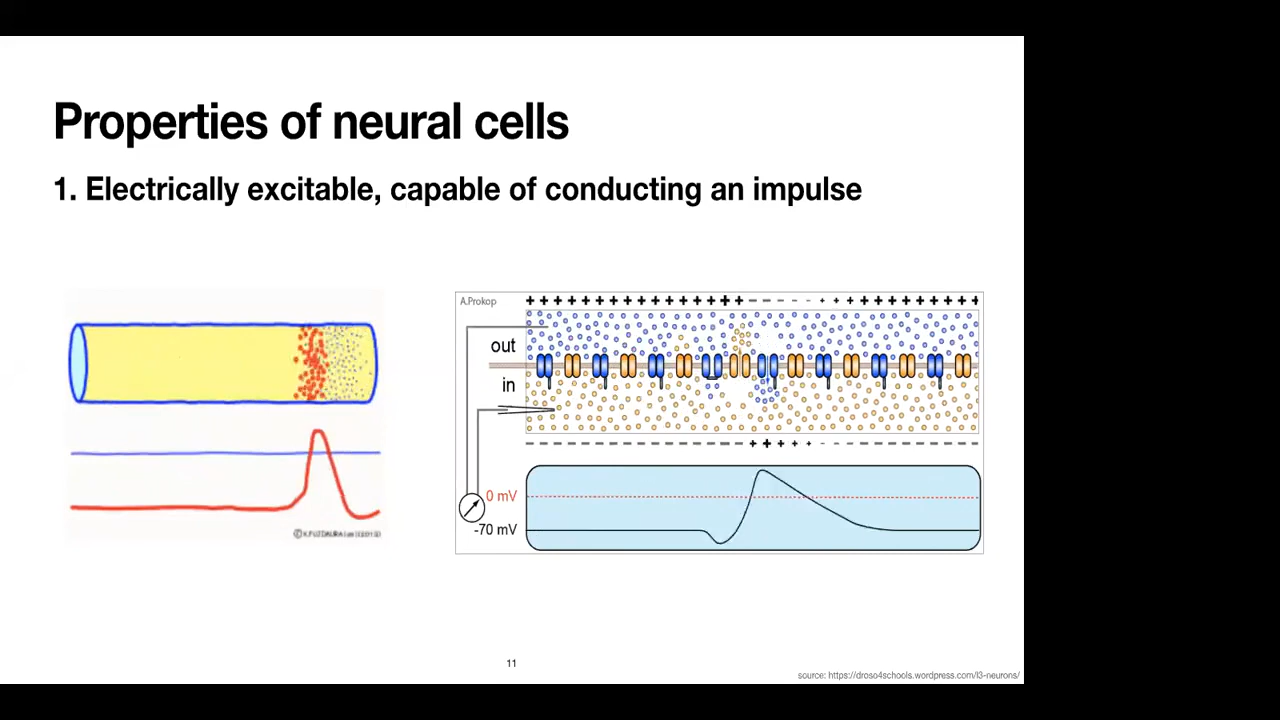 Properties of neural cells
1. Electrically excitable, capable of conducting an impulse
A.Prokop
out
in
0 mV
-70 mV
11
source: https://droso4schools.wordpress.com/l3-neurons/